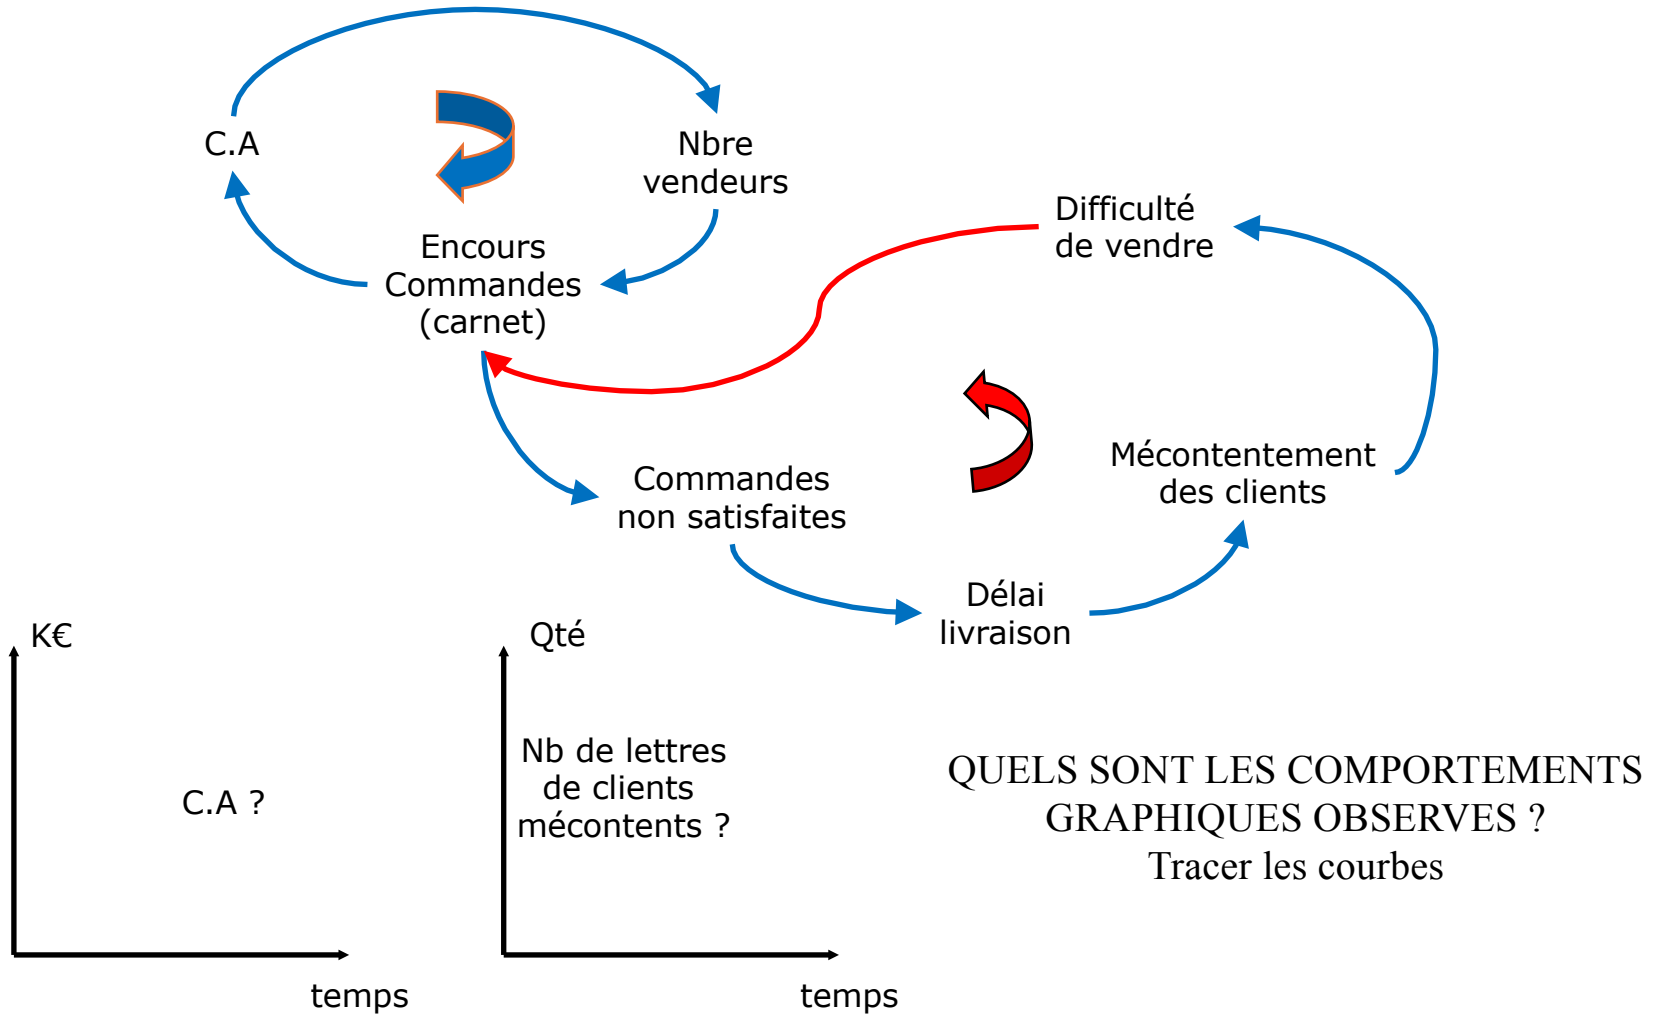 C.A
Nbre
vendeurs
Encours
Commandes
(carnet)
Difficulté
de vendre
Commandes
non satisfaites
Mécontentement
des clients
Délai
livraison
K€
C.A ?
temps
Qté
Nb de lettres
de clients
mécontents ?
temps
QUELS SONT LES COMPORTEMENTS
GRAPHIQUES OBSERVES ?
Tracer les courbes